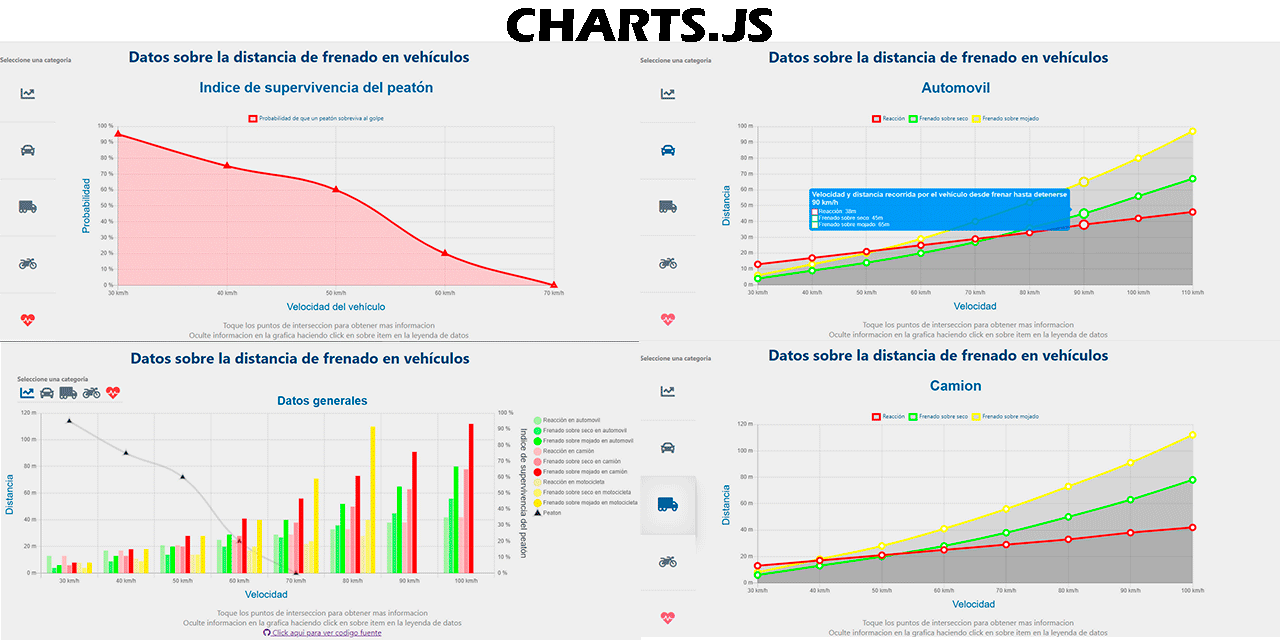 CHARTS.JS
Seleccione una categoría
Datos sobre la distancia de frenado en vehículos
Indice de supervivencia del peatón
Probabilidad de que un peatón sobreviva al golpe
100 %
90 %
80 %
70 %
60 %
50 %
40 %
30 %
20 %
10 %
0 %
Probabilidad
30 km/h
40 km/h
50 km/h
60 km/h
70 km/h
Velocidad del vehículo
Toque los puntos de interseccion para obtener mas informacion
Oculte informacion en la grafica haciendo click en sobre item en la leyenda de datos
Seleccione una categoría
Datos sobre la distancia de frenado en vehículos
Automovil
Reacción
Frenado sobre seco
Frenado sobre mojado
100 m
90 m
80 m
70 m
60 m
50 m
40 m
30 m
20 m
10 m
0 m
Distancia
Velocidad y distancia recorrida por el vehículo desde frenar hasta detenerse
90 km/h
Reacción: 38m
Frenado sobre seco: 45m
Frenado sobre mojado: 65m
30 km/h
40 km/h
50 km/h
60 km/h
70 km/h
80 km/h
90 km/h
100 km/h
110 km/h
Velocidad
Toque los puntos de interseccion para obtener mas informacion
Oculte informacion en la grafica haciendo click en sobre item en la leyenda de datos
Datos sobre la distancia de frenado en vehículos
Seleccione una categoría
Datos generales
120 m
100 m
80 m
60 m
40 m
20 m
0 m
Distancia
100 %
90 %
80 %
70 %
60 %
50 %
40 %
30 %
20 %
10 %
0 %
Indice de supervivencia del peatón
Reacción en automovil
Frenado sobre seco en automovil
Frenado sobre mojado en automovil
Reacción en camión
Frenado sobre seco en camión
Frenado sobre mojado en camión
Reacción en motocicleta
Frenado sobre seco en motocicleta
Frenado sobre mojado en motocicleta
Peaton
30 km/h
40 km/h
50 km/h
60 km/h
70 km/h
80 km/h
90 km/h
100 km/h
Velocidad
Toque los puntos de interseccion para obtener mas informacion
Oculte informacion en la grafica haciendo click en sobre item en la leyenda de datos
Click aqui para ver codigo fuente
Seleccione una categoría
Datos sobre la distancia de frenado en vehículos
Camion
Reacción
Frenado sobre seco
Frenado sobre mojado
120 m
100 m
80 m
60 m
40 m
20 m
0 m
Distancia
30 km/h
40 km/h
50 km/h
60 km/h
70 km/h
80 km/h
90 km/h
100 km/h
Velocidad
Toque los puntos de interseccion para obtener mas informacion
Oculte informacion en la grafica haciendo click en sobre item en la leyenda de datos